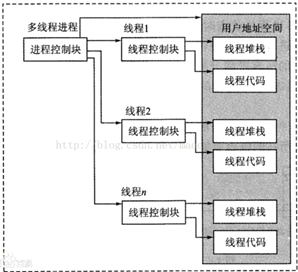 多线程进程
进程控制块
线程1
线程控制块
用户地址空间
线程堆栈
线程代码
线程2
线程控制块
线程堆栈
线程代码
http://blog.csdn.net/
线程n
线程控制块
线程堆栈
线程代码